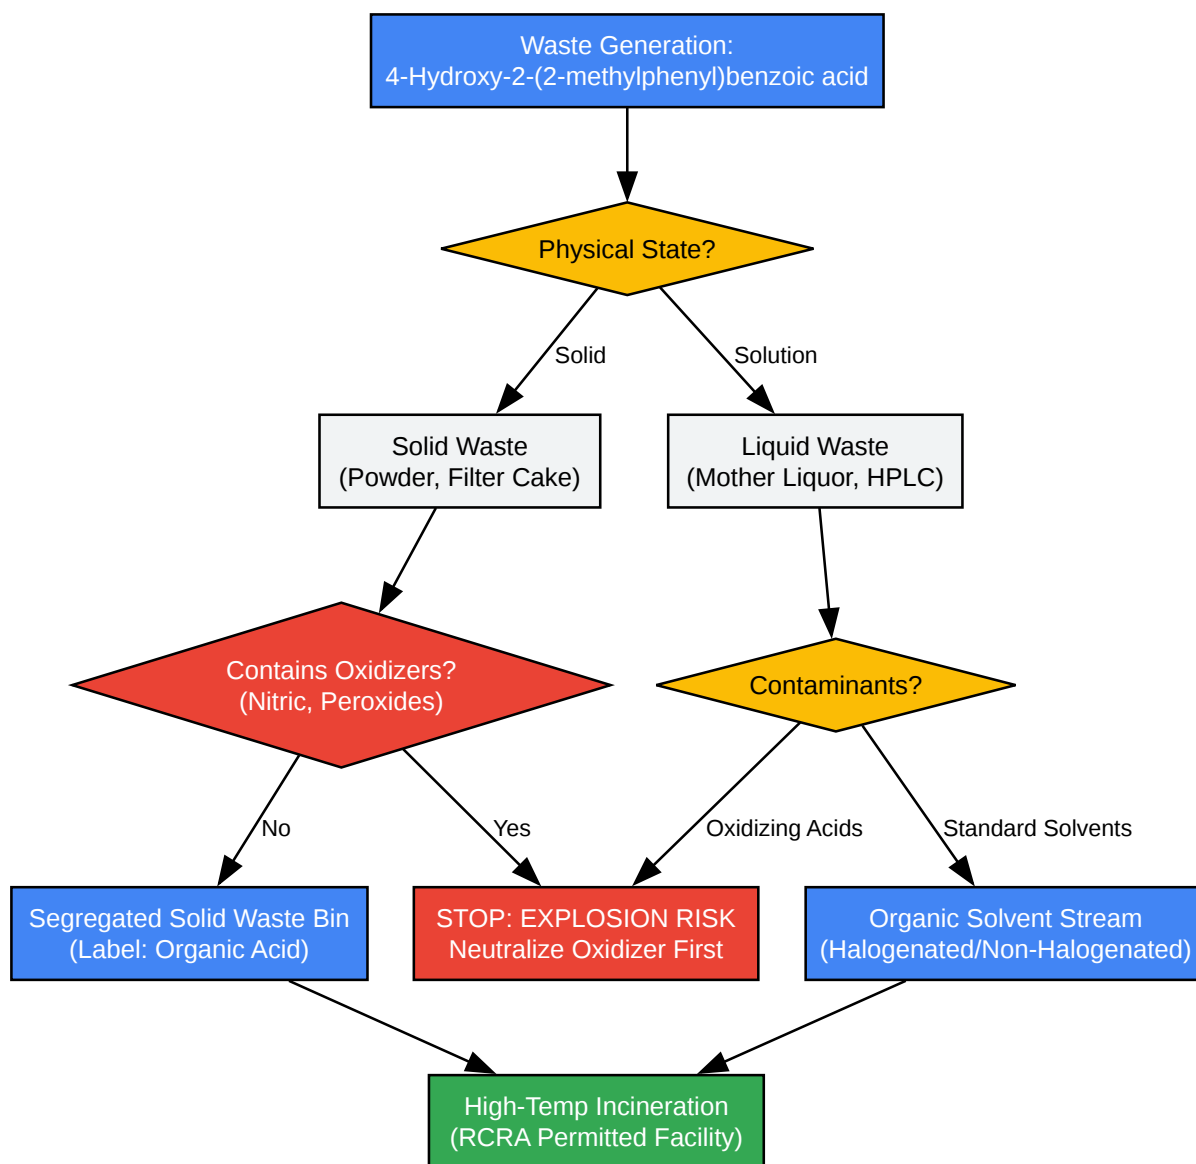 Waste Generation:
4-Hydroxy-2-(2-methylphenyl)benzoic acid
Physical State?
Solid
Solution
Solid Waste
(Powder, Filter Cake)
Liquid Waste
(Mother Liquor, HPLC)
Contains Oxidizers?
(Nitric, Peroxides)
Contaminants?
No
Yes
Oxidizing Acids
Standard Solvents
Segregated Solid Waste Bin
(Label: Organic Acid)
STOP: EXPLOSION RISK
Neutralize Oxidizer First
Organic Solvent Stream
(Halogenated/Non-Halogenated)
High-Temp Incineration
(RCRA Permitted Facility)